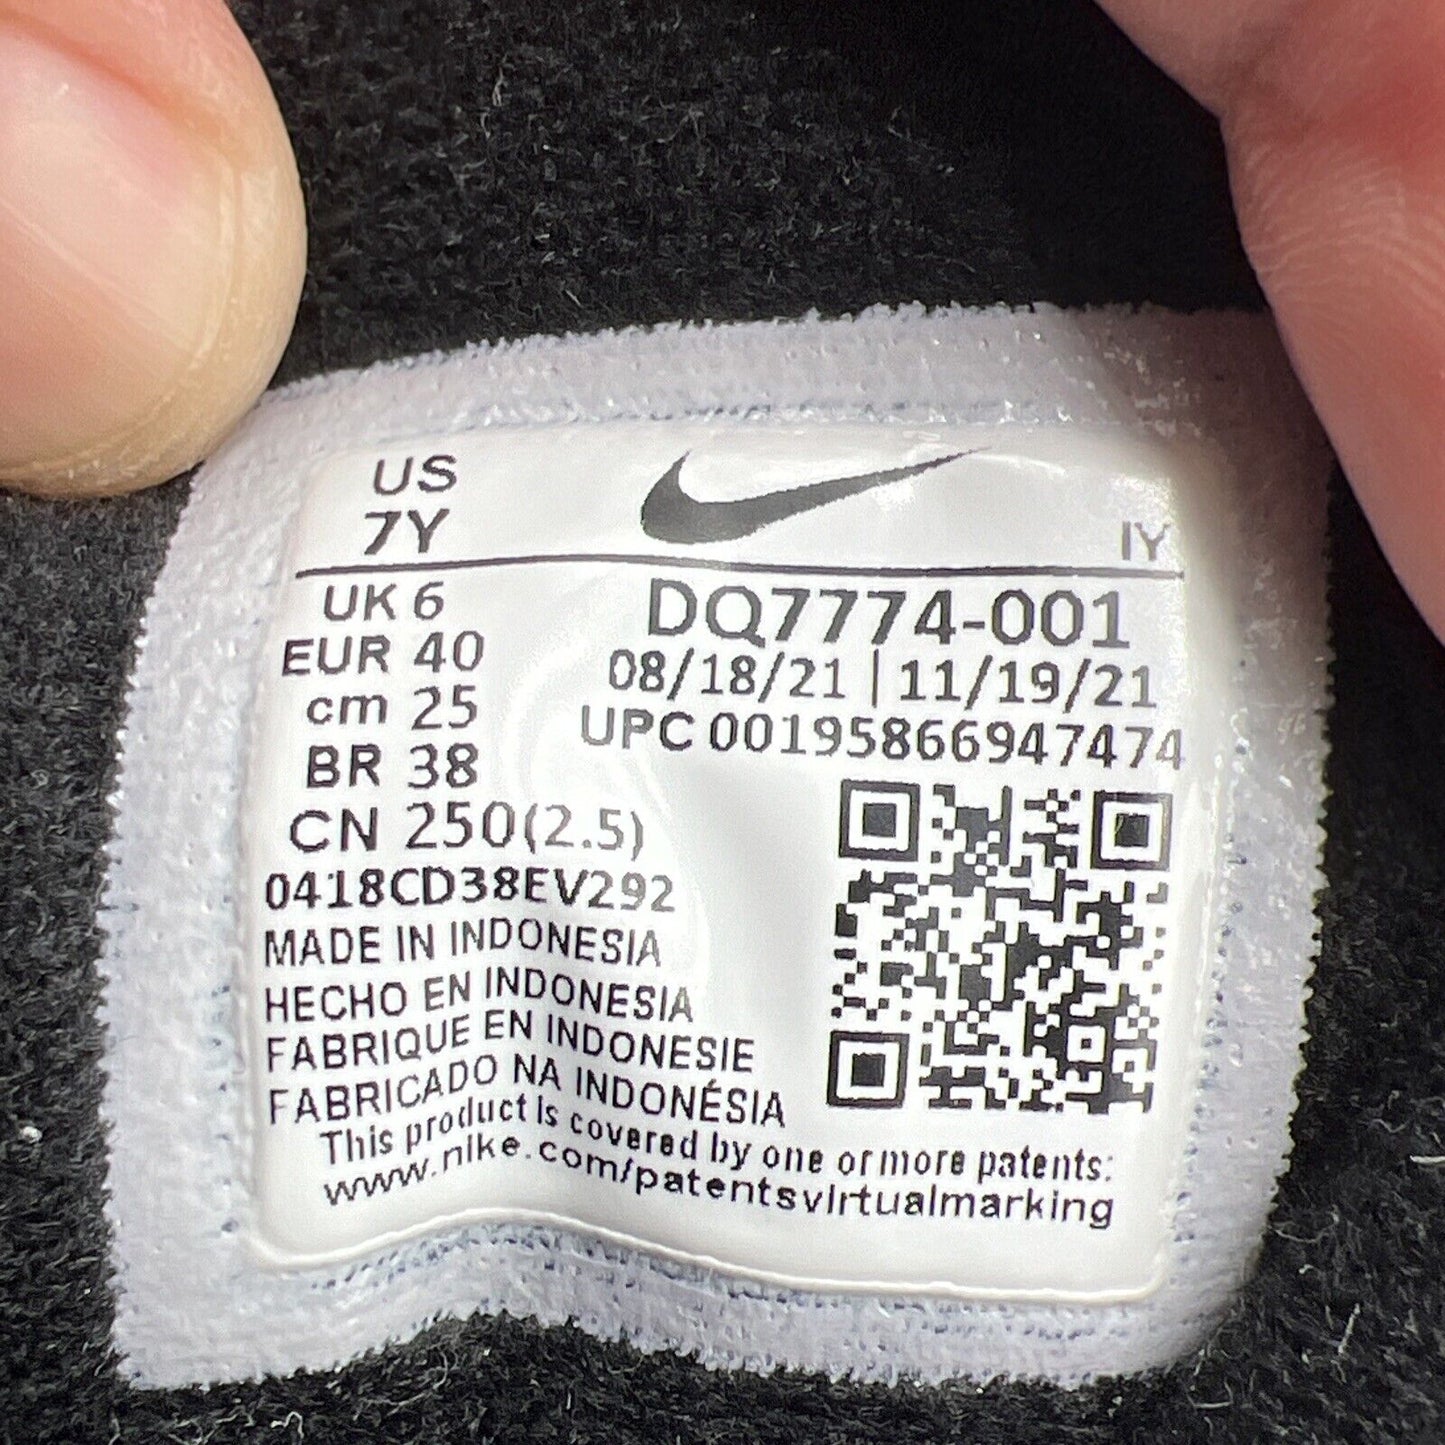 US
7Y
IY
UK 6
EUR 40
cm 25
BR 38
CN 250(2.5)
DQ7774-001
08/18/21 | 11/19/21
UPC 00195866947474
0418CD38EV292
MADE IN INDONESIA
HECHO EN INDONESIA
FABRIQUE EN INDONESIE
FABRICADO NA INDONÉSIA
This product is covered by one or more patents:
www.nike.com/patentsvirtualmarking